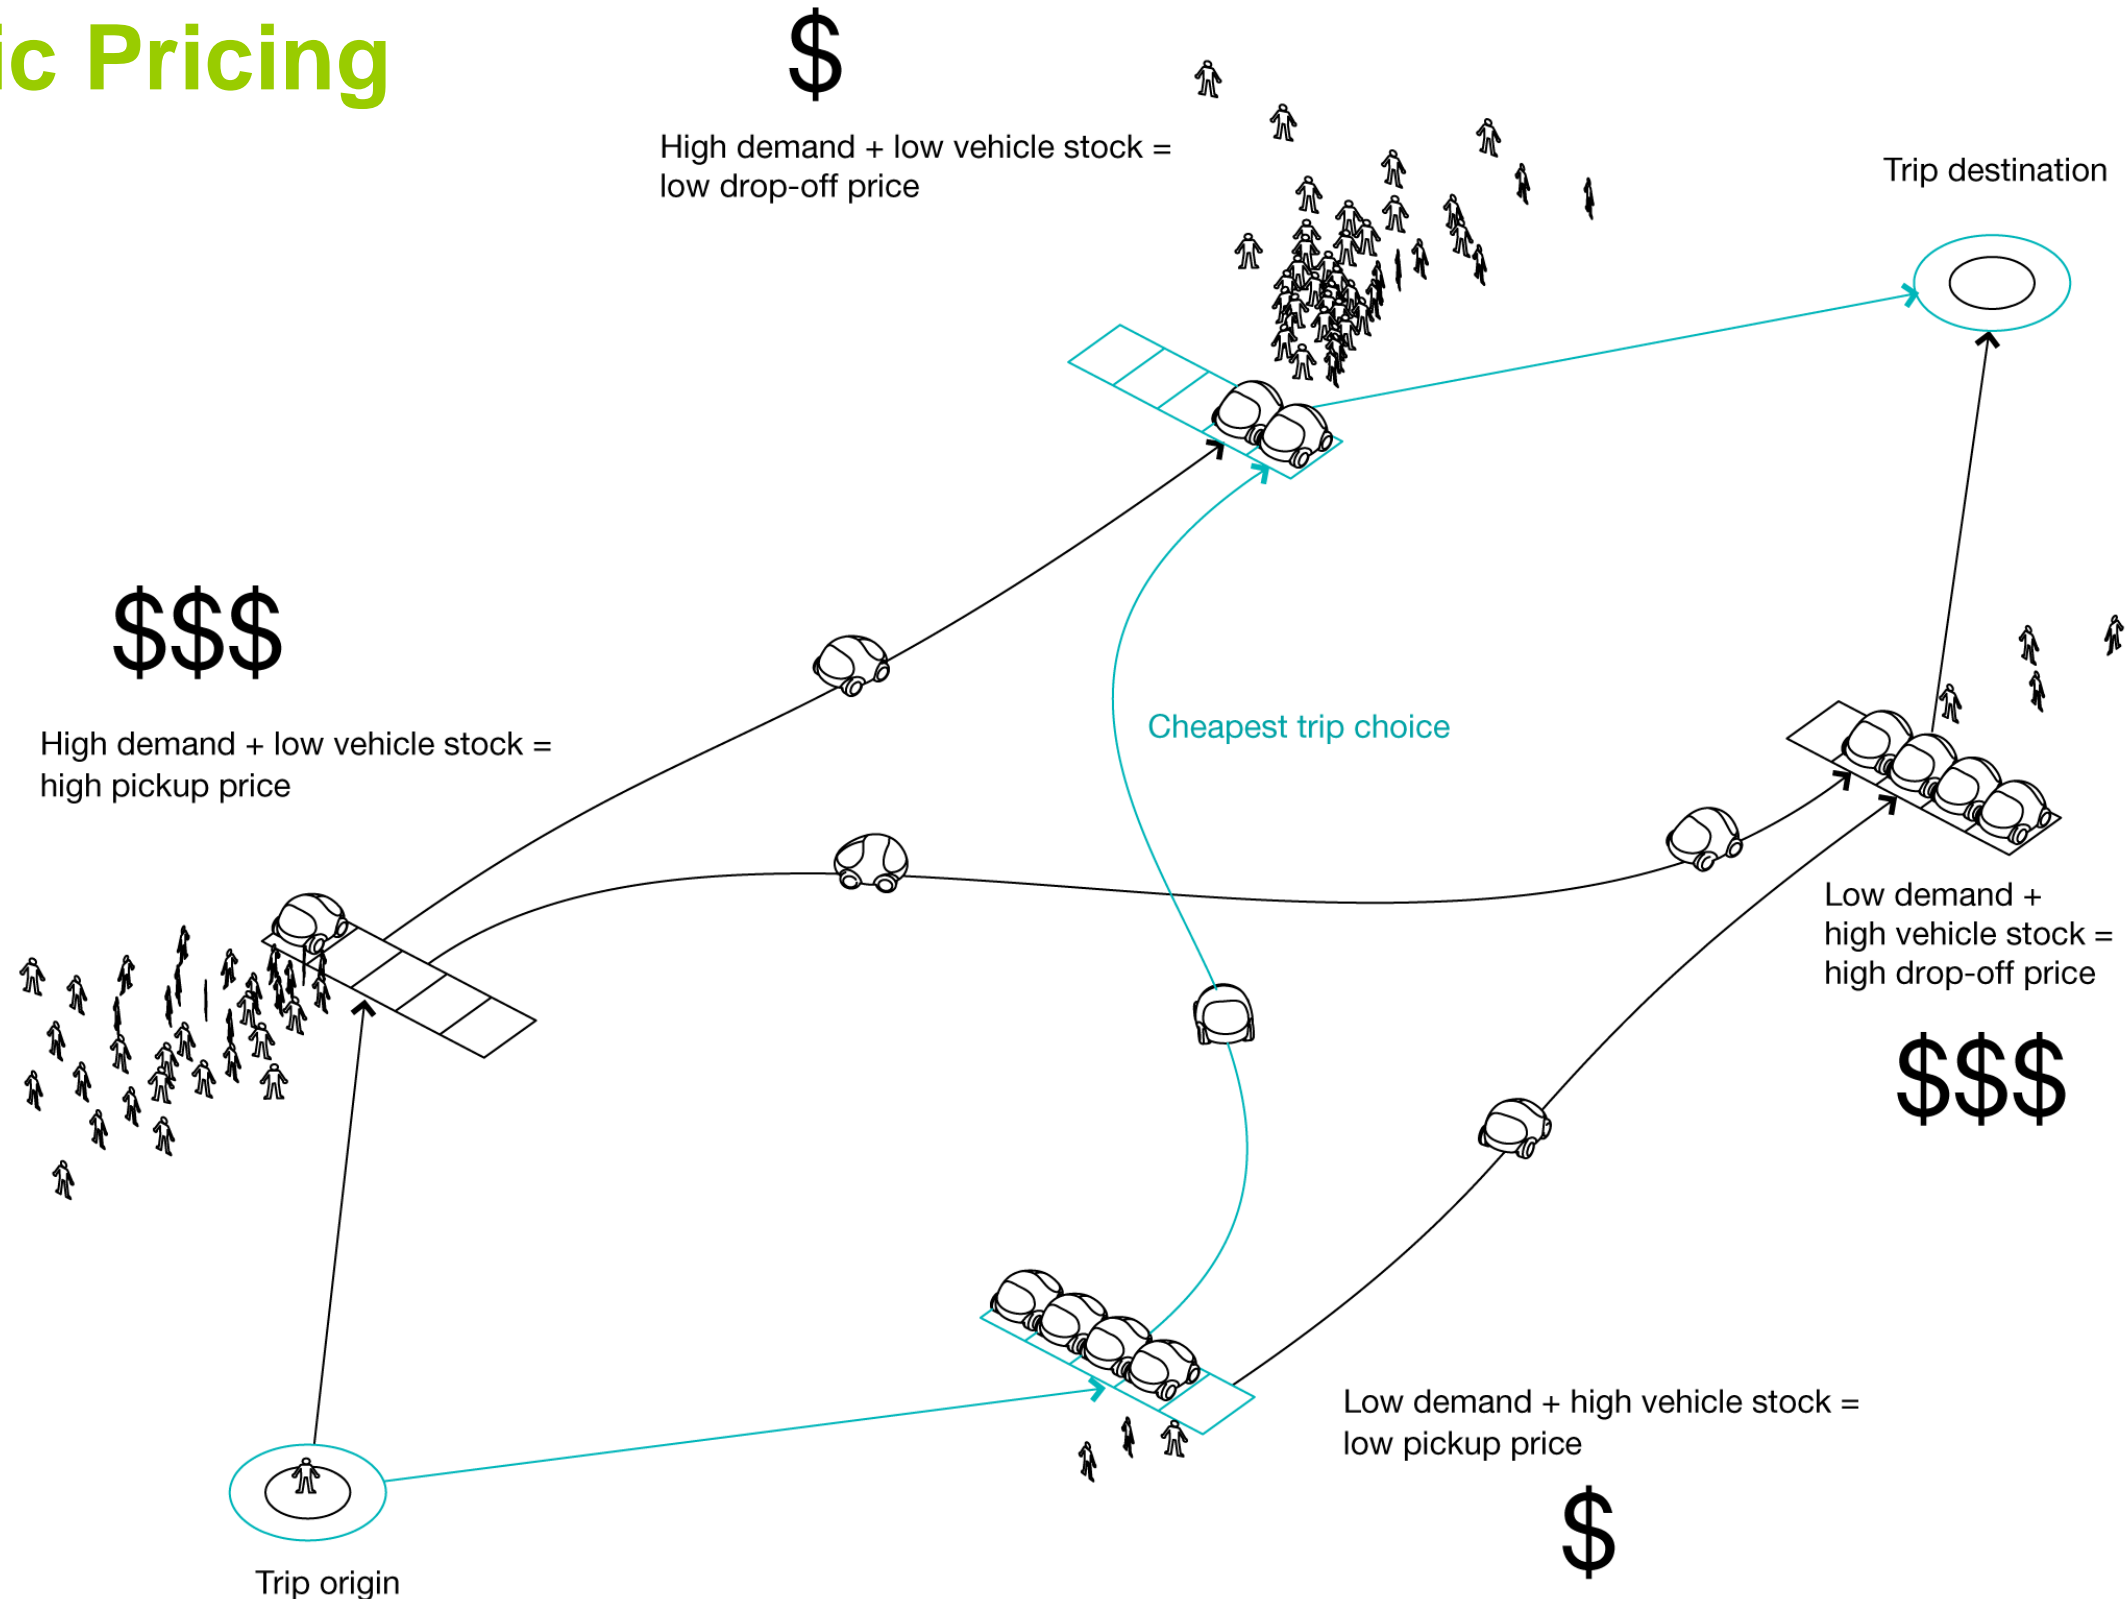 ic Pricing
$
High demand + low vehicle stock =
low drop-off price
Trip destination
$$$
High demand + low vehicle stock =
high pickup price
Cheapest trip choice
Low demand +
high vehicle stock =
high drop-off price
$$$
Low demand + high vehicle stock =
low pickup price
$
Trip origin